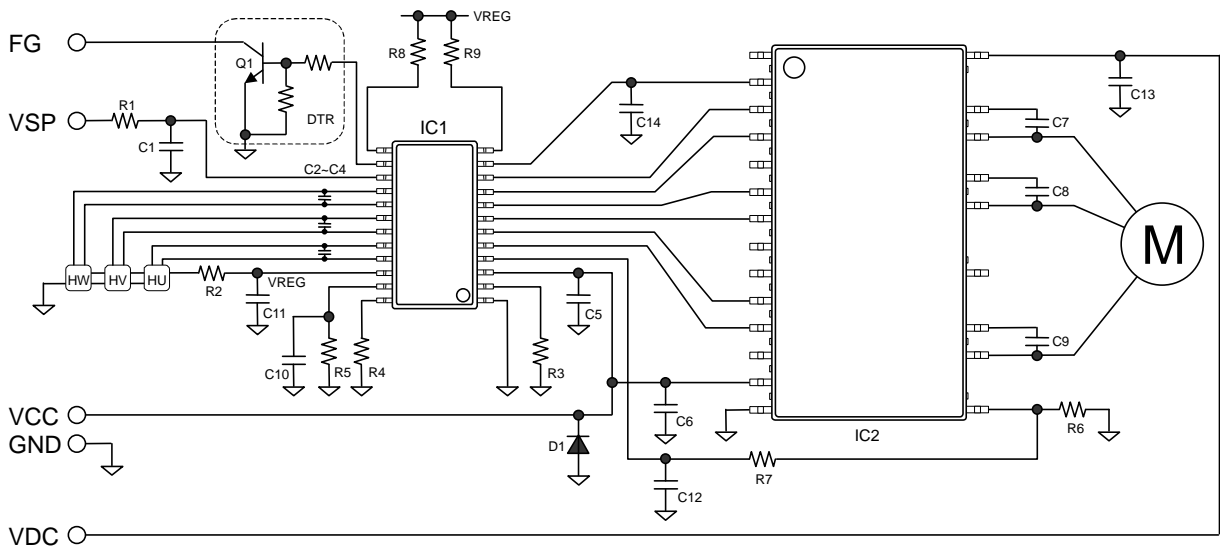 FG
VREG
R8
R9
Q1
DTR
VSP
R1
C1
IC1
C14
C13
C7
C2~C4
C8
M
HW
HV
HU
R2
VREG
C11
C5
C10
R5
R4
R3
C9
VCC
GND
D1
C6
IC2
R6
R7
C12
VDC